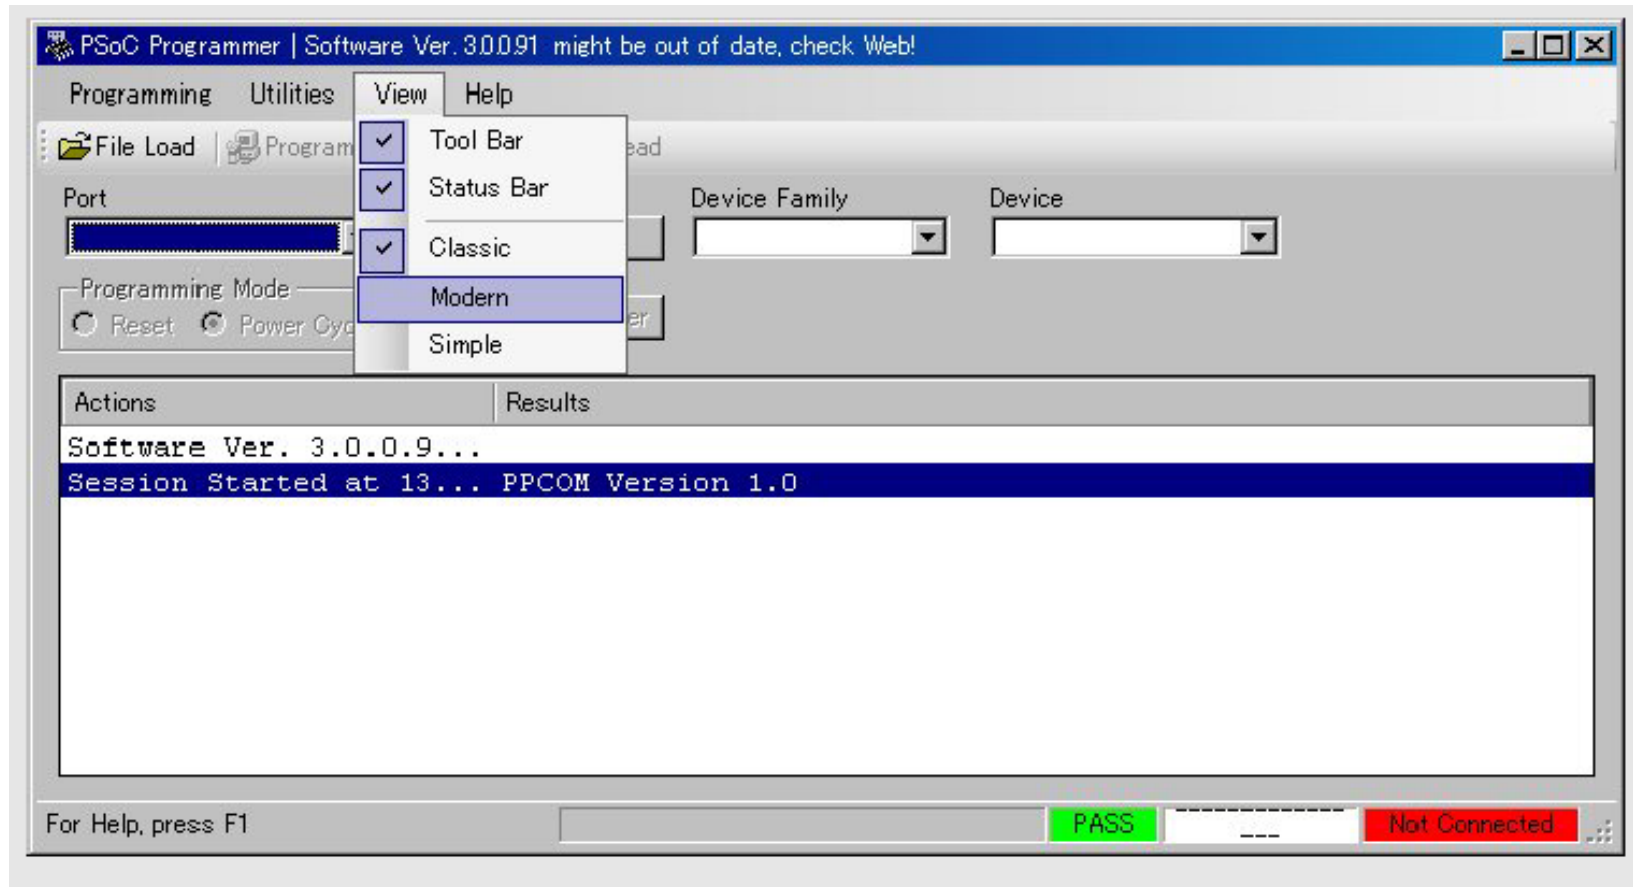 PSoC Programmer | Software Ver. 3.0.0.91 might be out of date, check Web!
Programming Utilities View Help
File Load Program ead
Tool Bar
Status Bar
Classic
Modern
Simple
Port Device Family Device
Programming Mode
Reset Power Cyc er
Actions Results
Software Ver. 3.0.0.9...
Session Started at 13... PPCOM Version 1.0
For Help, press F1 PASS Not Connected